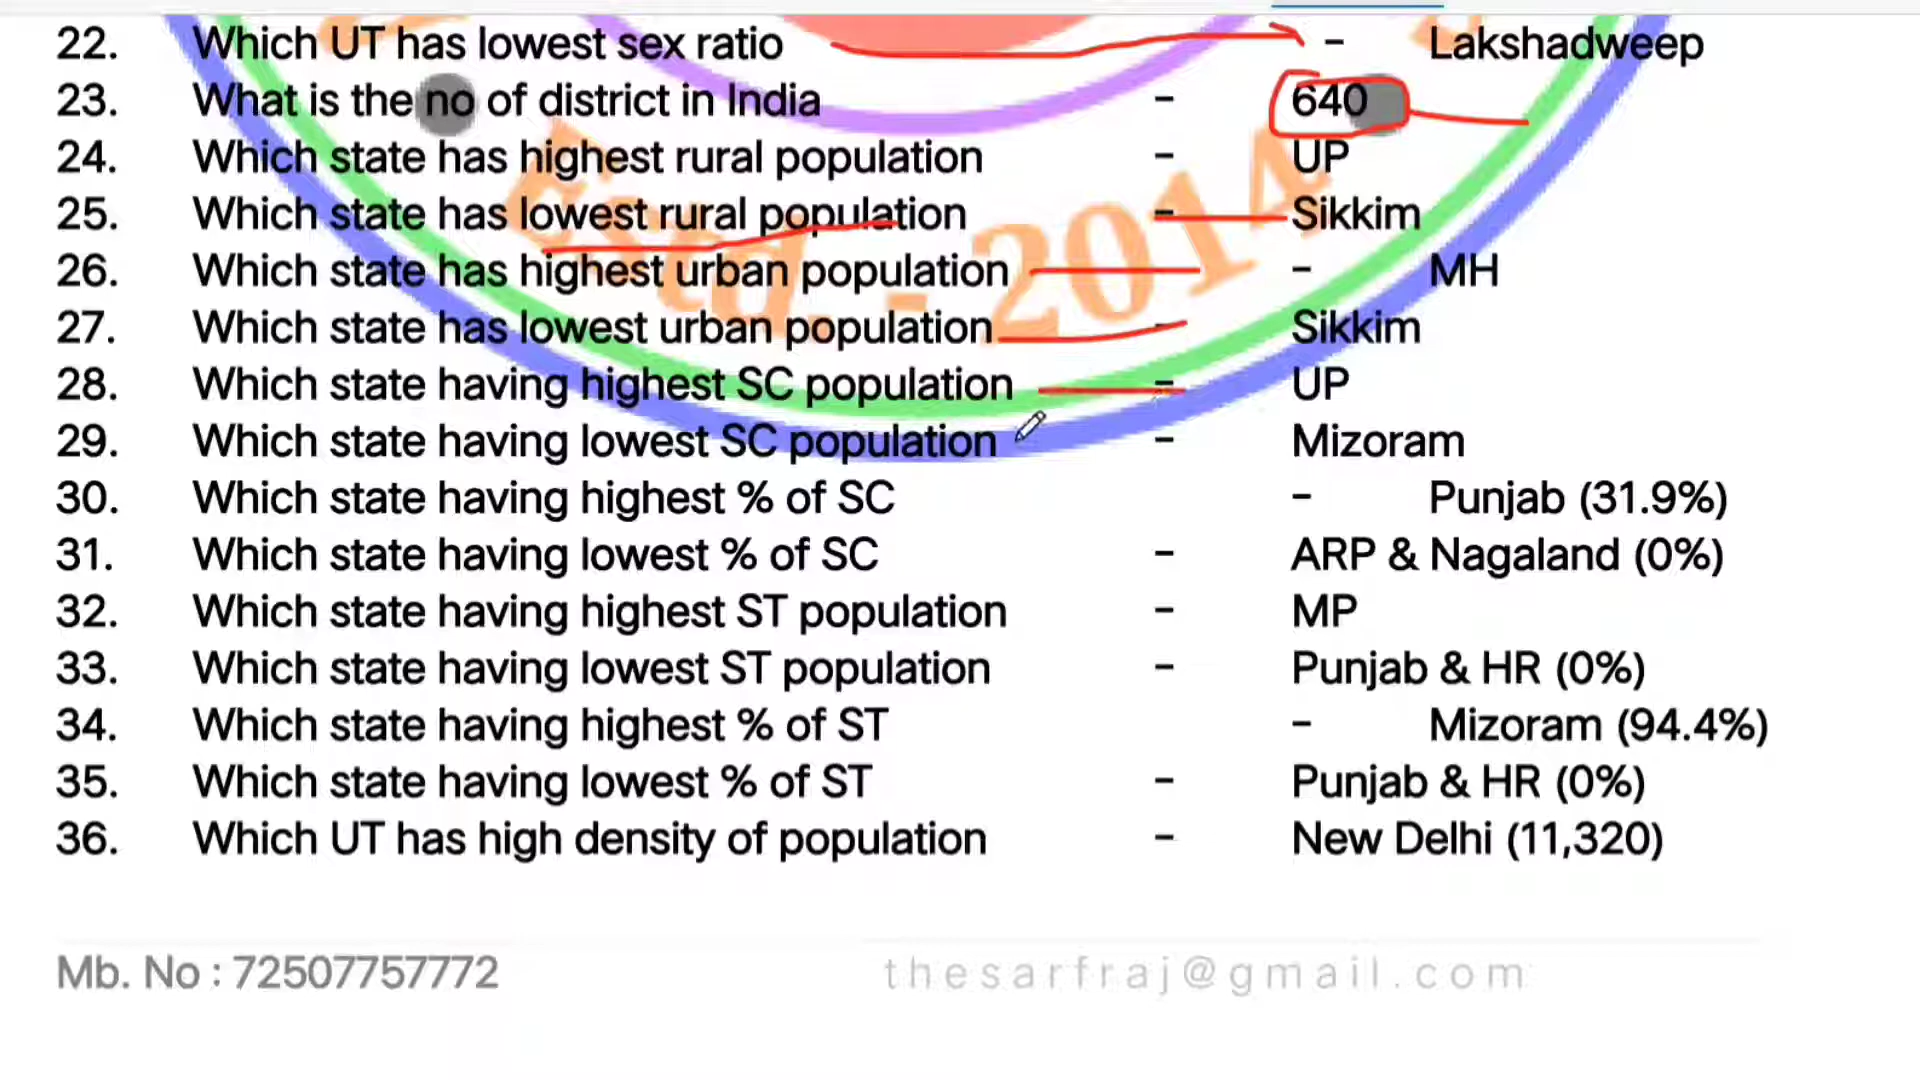 22. Which UT has lowest sex ratio - Lakshadweep
23. What is the no of district in India - 640
24. Which state has highest rural population - UP
25. Which state has lowest rural population - Sikkim
26. Which state has highest urban population - MH
27. Which state has lowest urban population - Sikkim
28. Which state having highest SC population - UP
29. Which state having lowest SC population - Mizoram
30. Which state having highest % of SC - Punjab (31.9%)
31. Which state having lowest % of SC - ARP & Nagaland (0%)
32. Which state having highest ST population - MP
33. Which state having lowest ST population - Punjab & HR (0%)
34. Which state having highest % of ST - Mizoram (94.4%)
35. Which state having lowest % of ST - Punjab & HR (0%)
36. Which UT has high density of population - New Delhi (11,320)
Estd. - 2014
Mb. No : 72507757772 thesarfraj@gmail.com